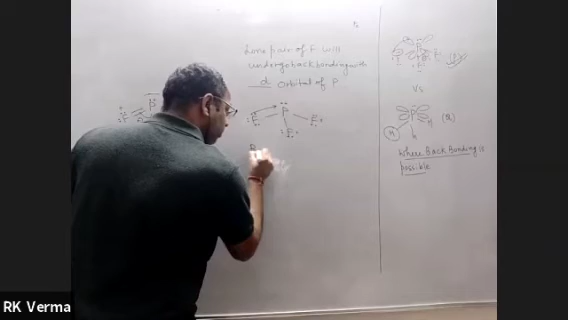 Lone pair of F will
undergo back bonding with
d Orbital of P
P
F
P
F
F
F
P
Vs
P
H
H
H
where Back Bonding is
possible
RK Verma